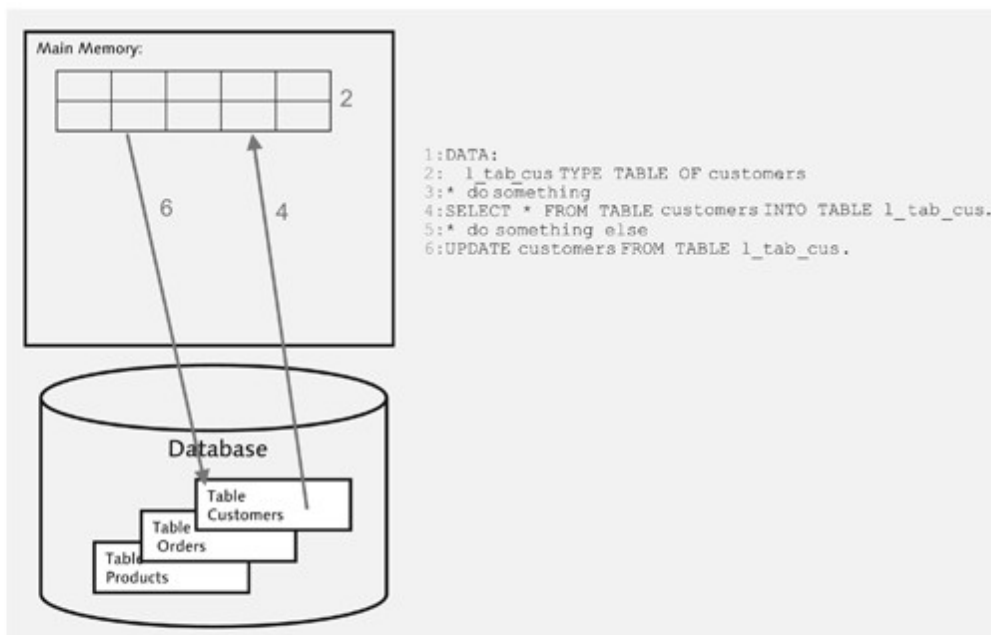 Main Memory:
2
6
4
Database
Table
Customers
Table
Orders
Table
Products
1:DATA:
2: l_tab_cus TYPE TABLE OF customers
3:* do something
4:SELECT * FROM TABLE customers INTO TABLE l_tab_cus.
5:* do something else
6:UPDATE customers FROM TABLE l_tab_cus.